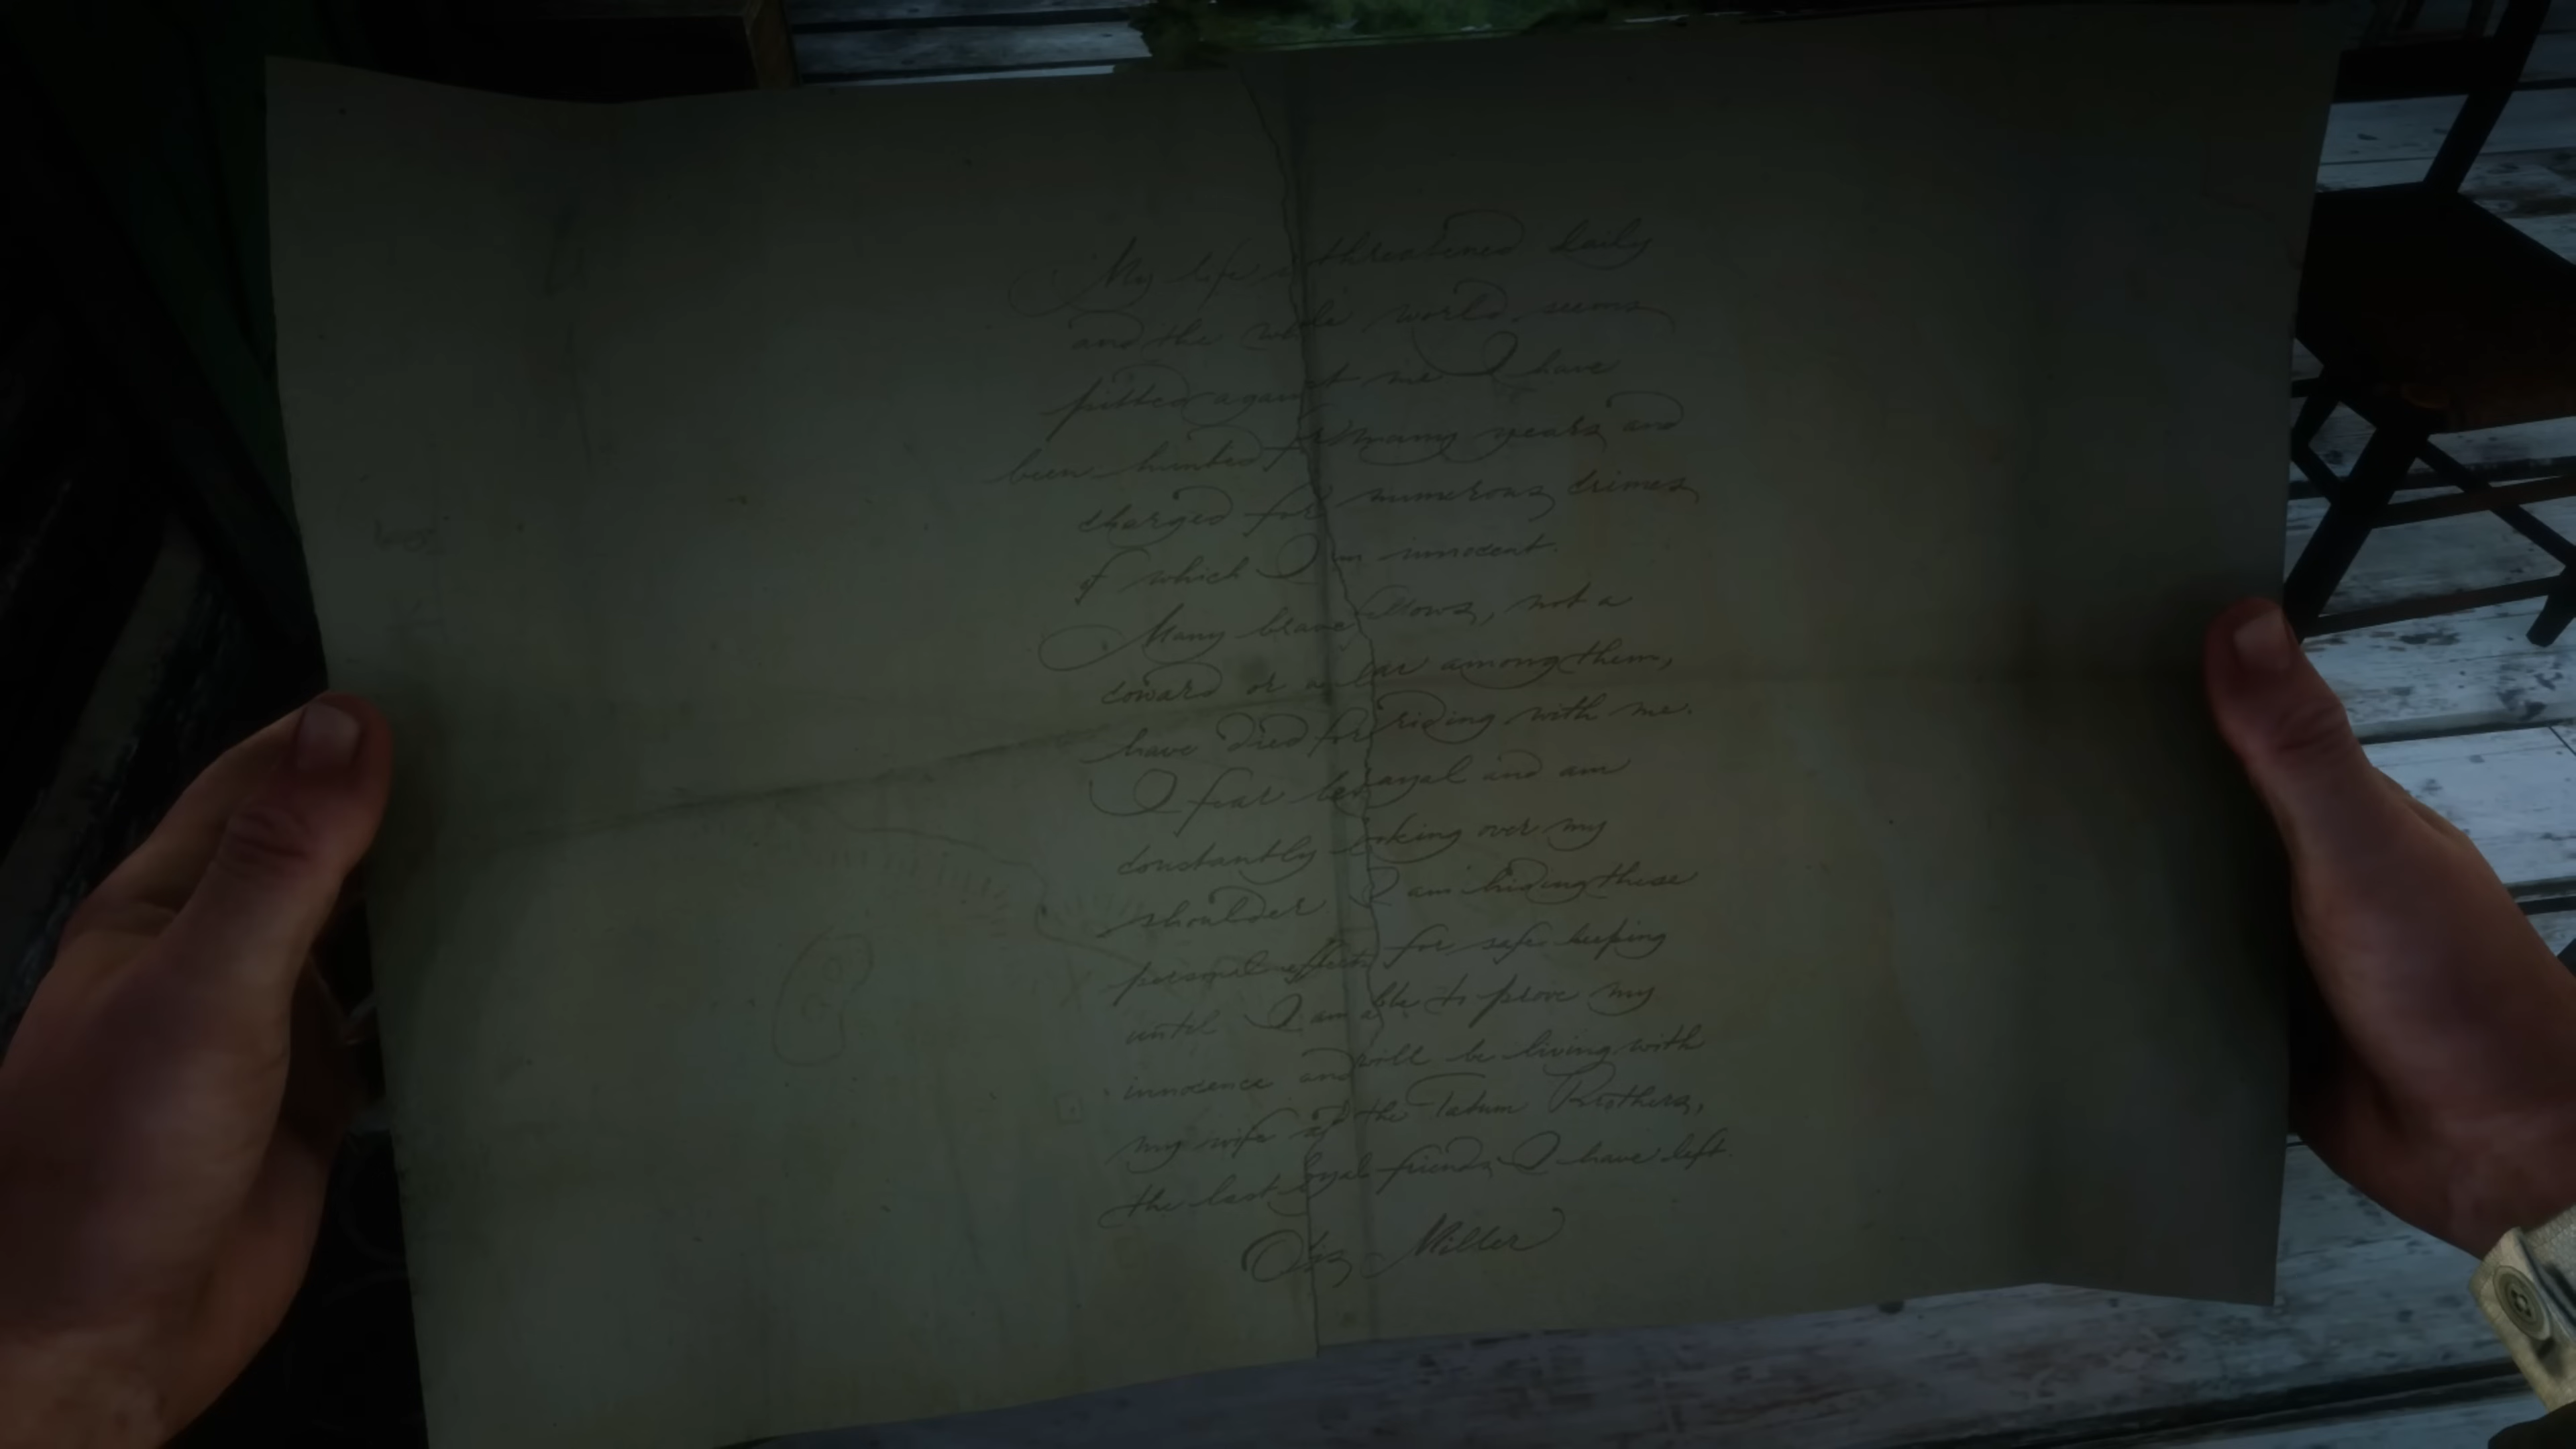 My life is threatened daily
and the wide world seems
pitted against me I have
been hunted for many years and
charged for numerous crimes
of which I am innocent.
Many brave fellows, not a
coward or a liar among them,
have died for riding with me.
I fear betrayal and am
constantly looking over my
shoulder I am hiding these
personal effects for safe keeping
until I am able to prove my
innocence and will be living with
my wife and the Tatum Brothers,
the last loyal friends I have left.
Otis Miller